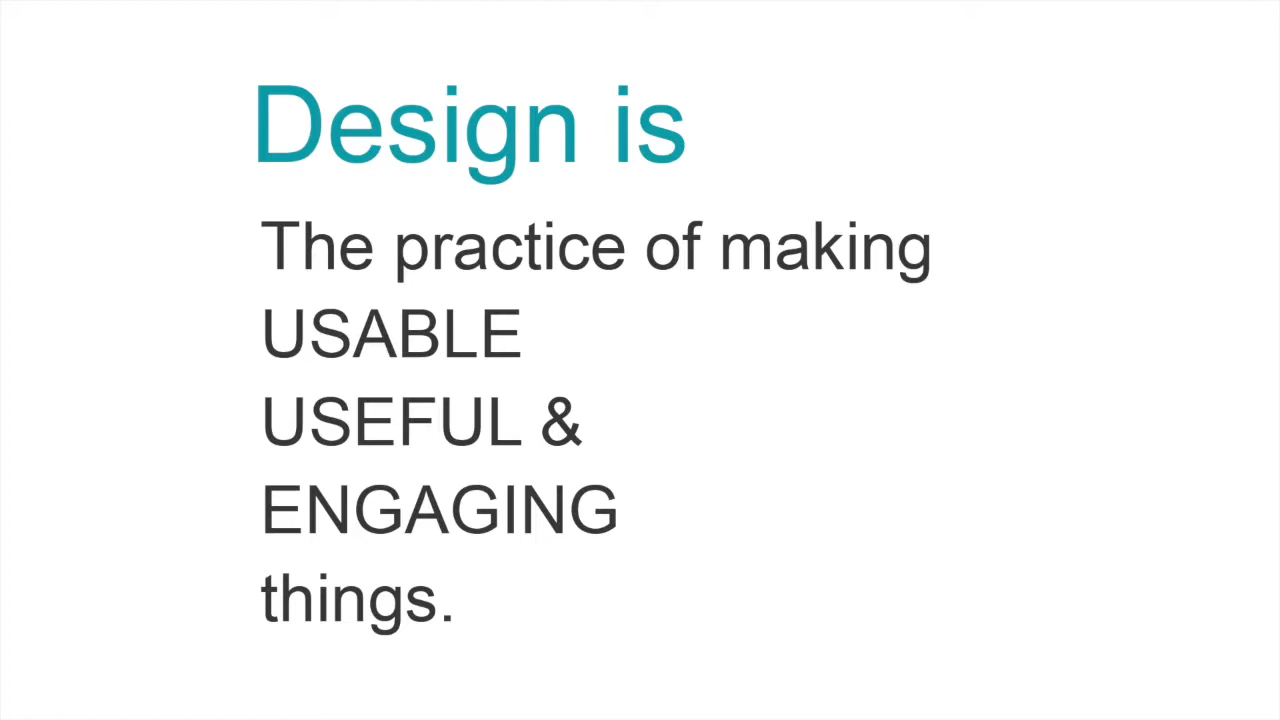 Design is
The practice of making
USABLE
USEFUL &
ENGAGING
things.